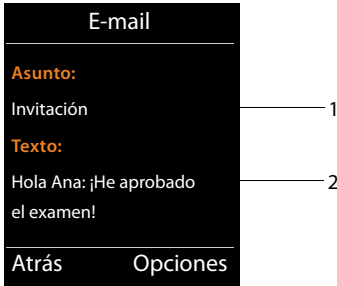 E-mail
Asunto:
Invitación 1
Texto:
Hola Ana: ¡He aprobado 2
el examen!
Atrás Opciones